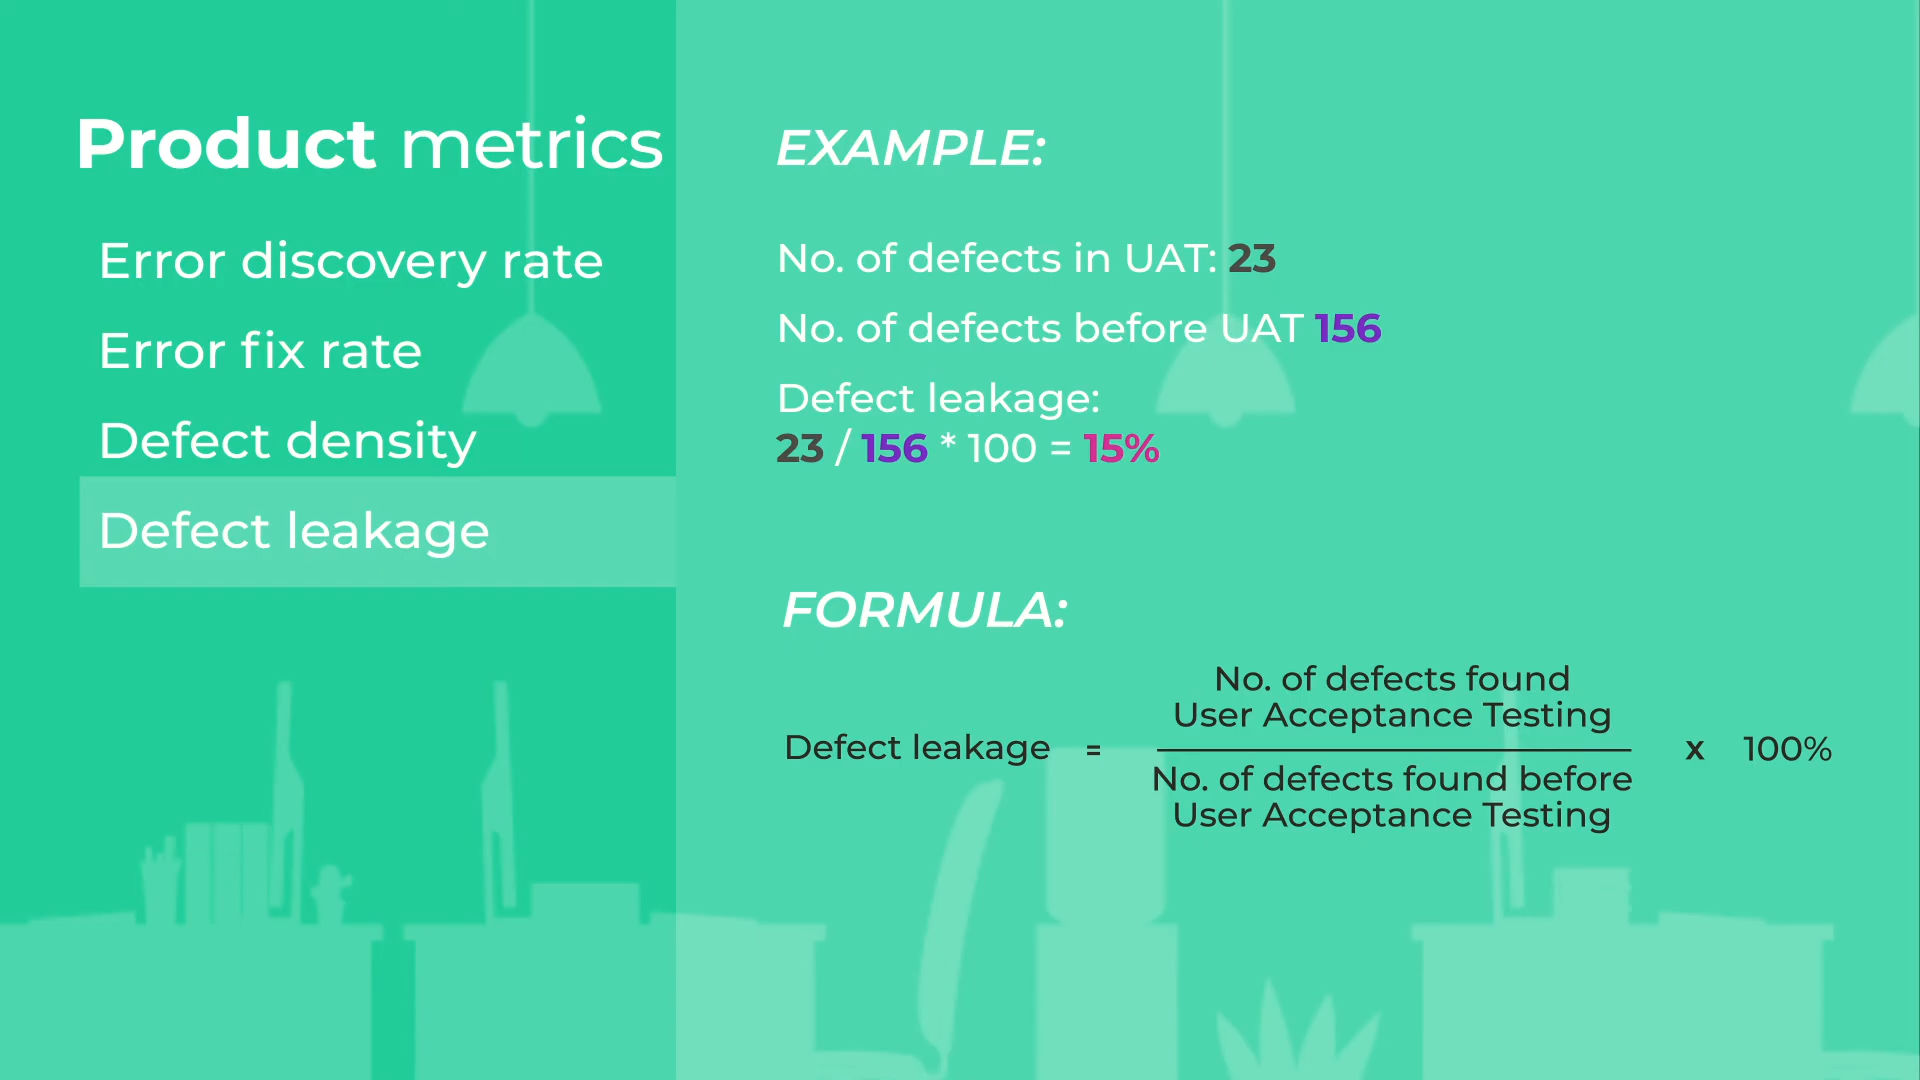 Product metrics
Error discovery rate
Error fix rate
Defect density
Defect leakage
EXAMPLE:
No. of defects in UAT: 23
No. of defects before UAT 156
Defect leakage:
23 / 156 * 100 = 15%
FORMULA:
No. of defects found
User Acceptance Testing
Defect leakage = x 100%
No. of defects found before
User Acceptance Testing